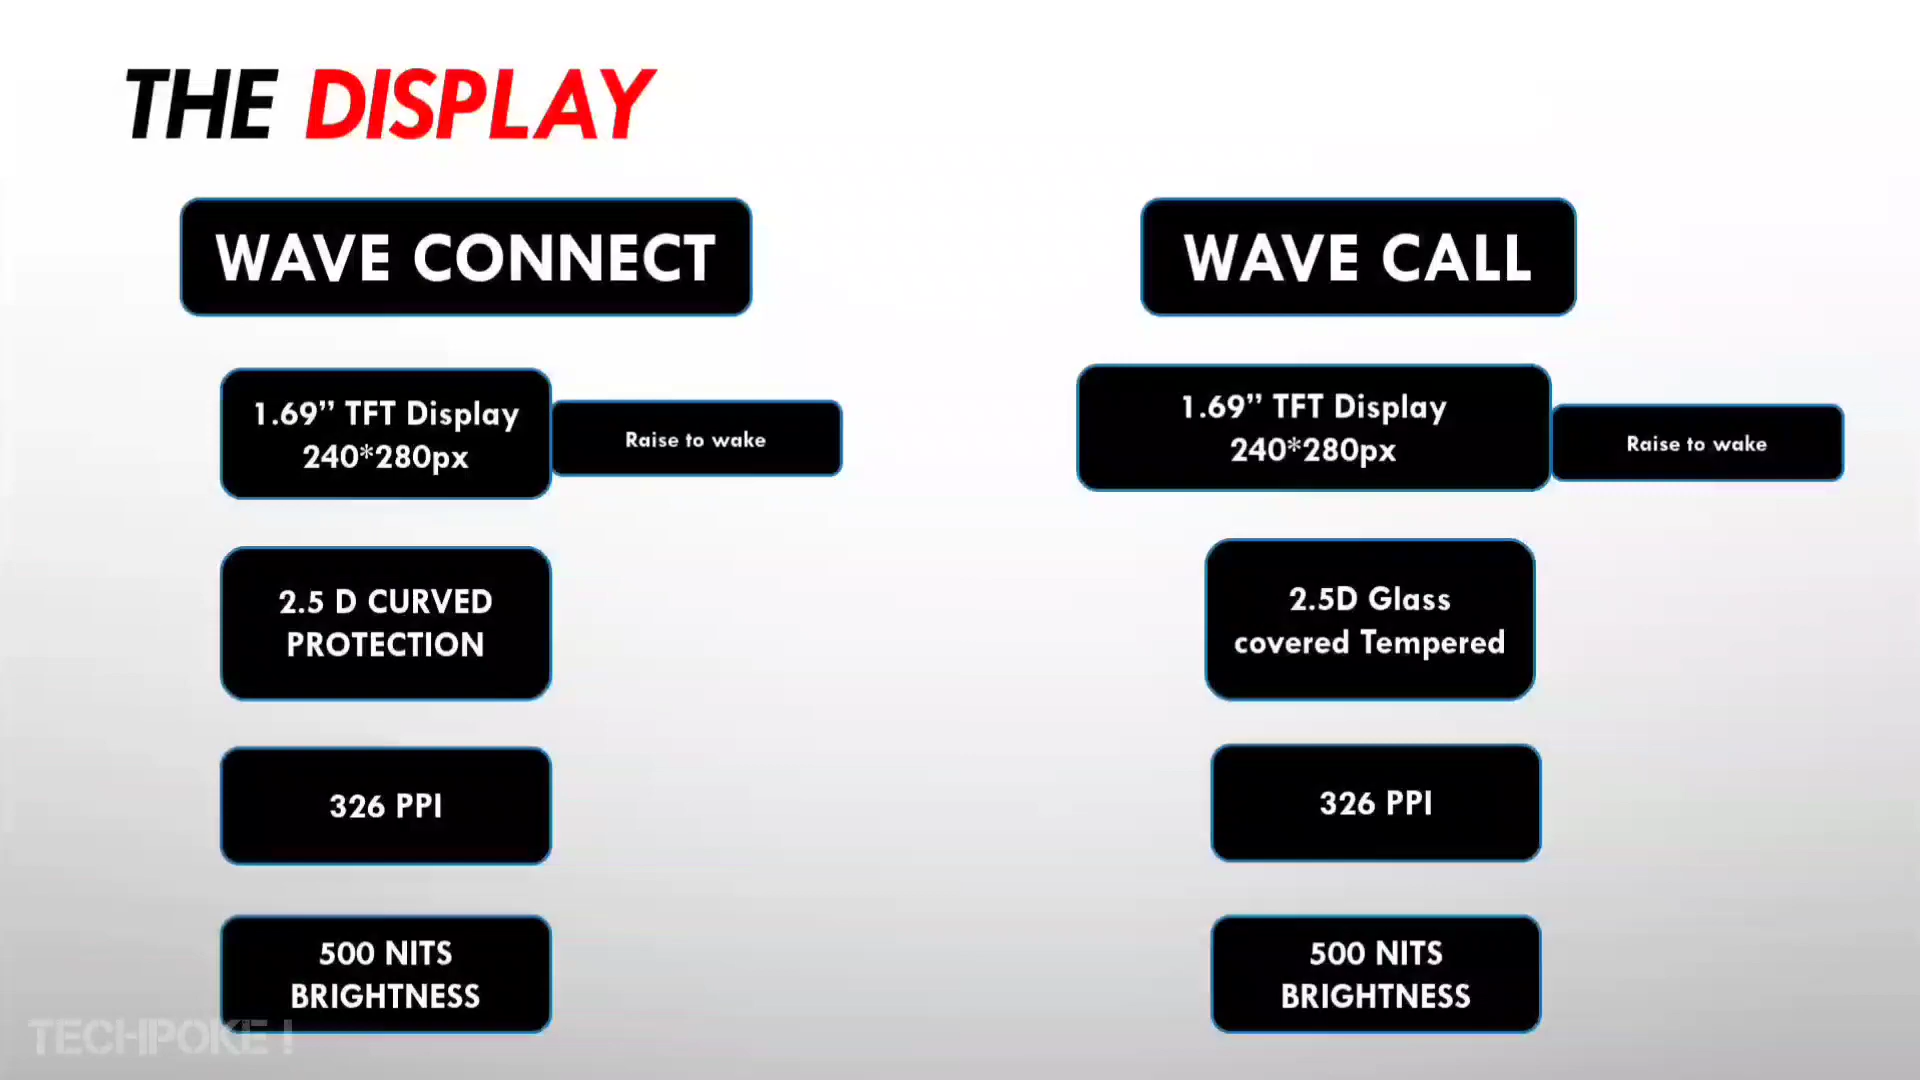 THE DISPLAY
WAVE CONNECT
1.69” TFT Display
240*280px
Raise to wake
2.5 D CURVED
PROTECTION
326 PPI
500 NITS
BRIGHTNESS
WAVE CALL
1.69” TFT Display
240*280px
Raise to wake
2.5D Glass
covered Tempered
326 PPI
500 NITS
BRIGHTNESS
TECHPOKE !